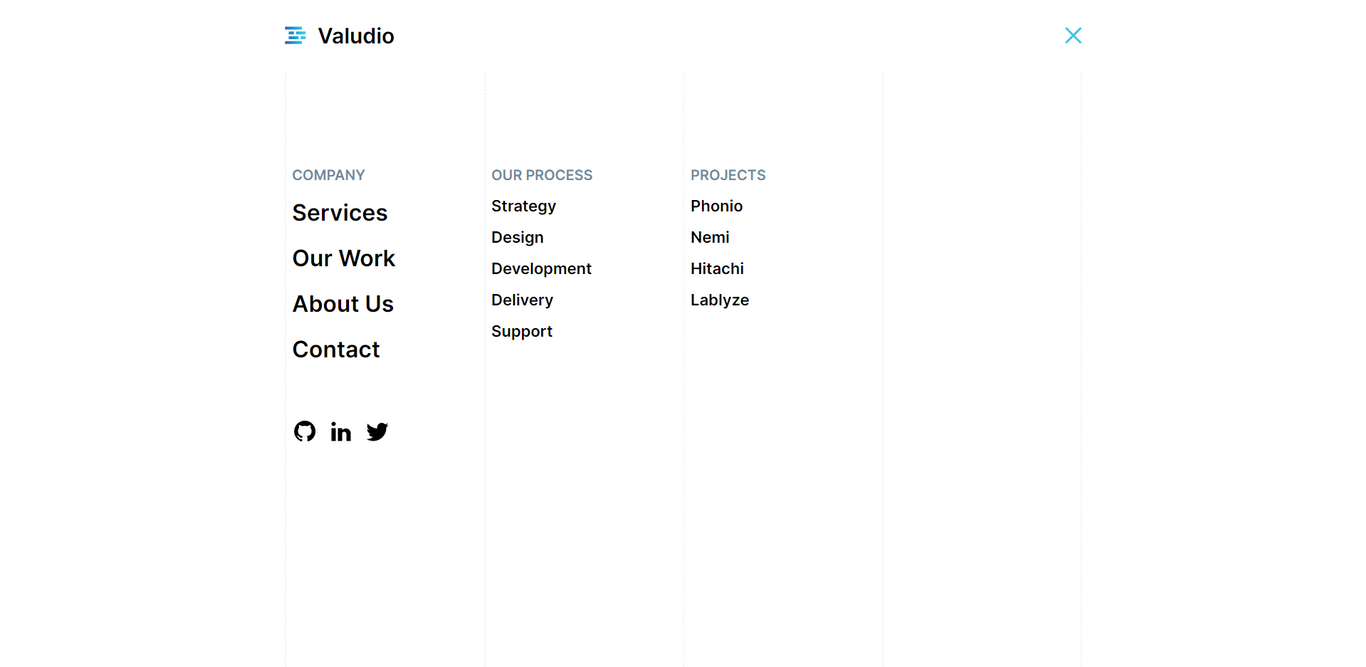 Valudio
COMPANY
Services
Our Work
About Us
Contact
OUR PROCESS
Strategy
Design
Development
Delivery
Support
PROJECTS
Phonio
Nemi
Hitachi
Lablyze